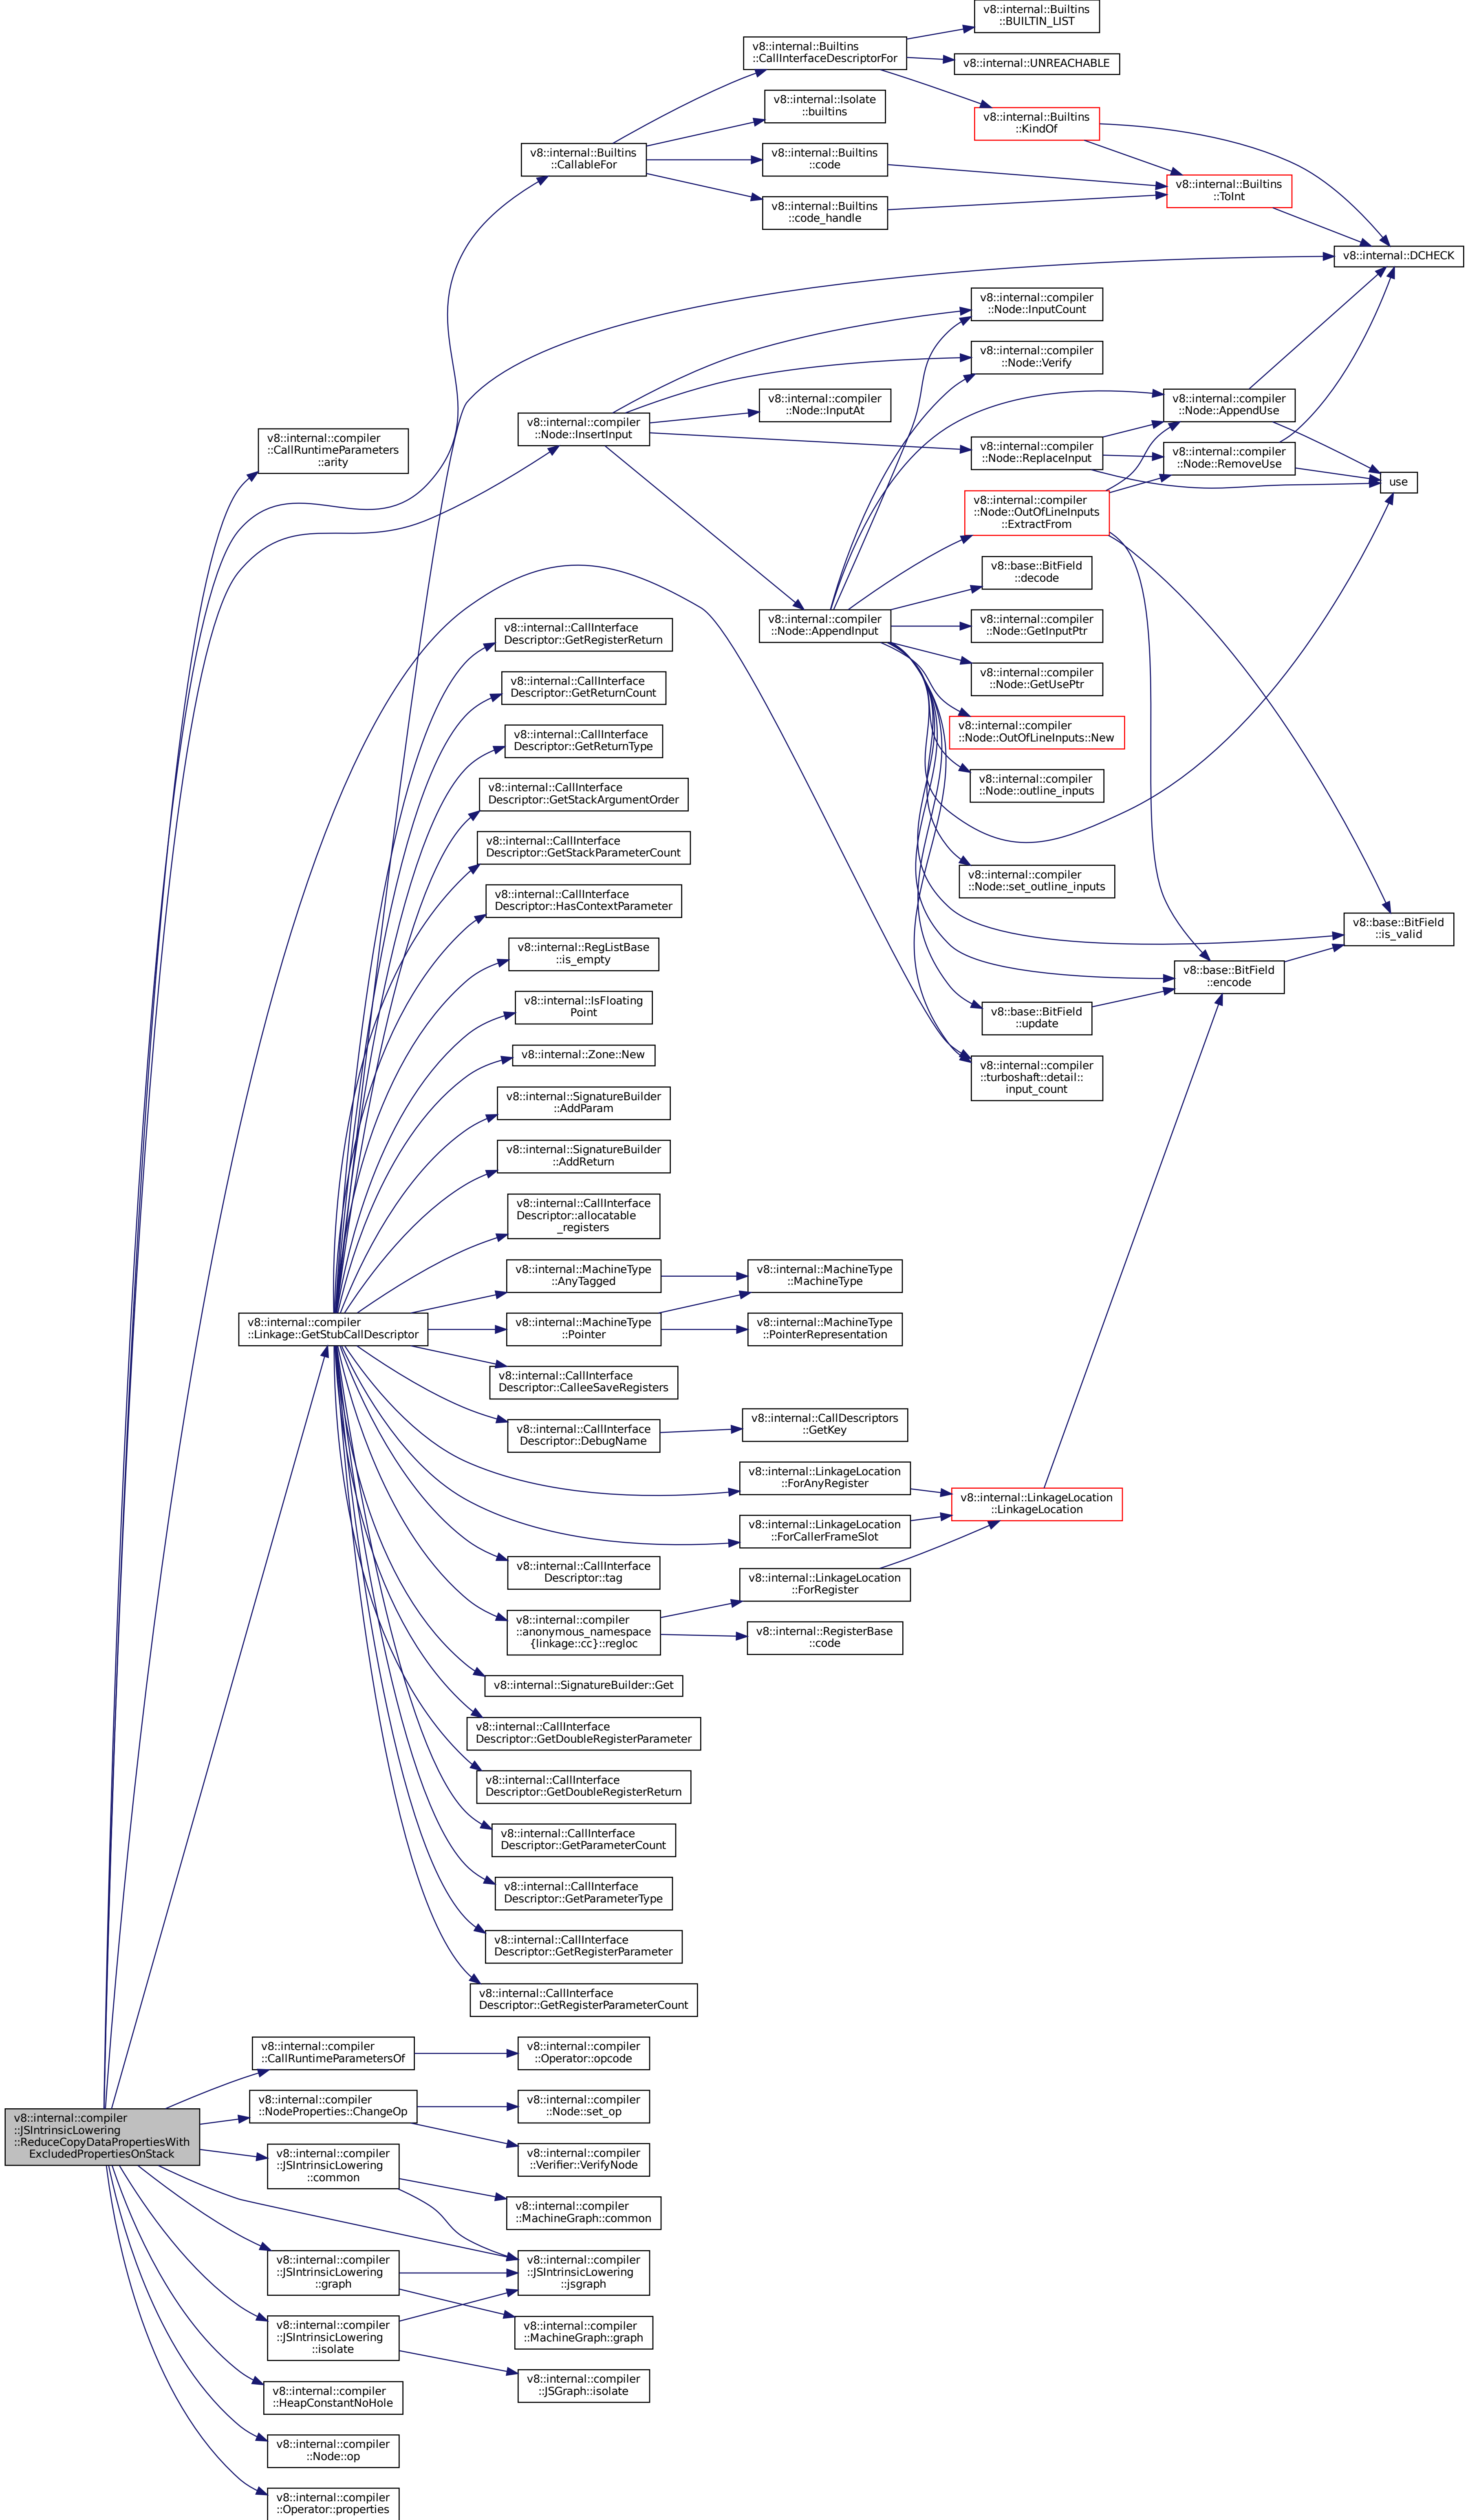 v8::internal::Builtins
::BUILTIN_LIST
v8::internal::Builtins
::CallInterfaceDescriptorFor
v8::internal::UNREACHABLE
v8::internal::Isolate
::builtins
v8::internal::Builtins
::KindOf
v8::internal::Builtins
::CallableFor
v8::internal::Builtins
::code
v8::internal::Builtins
::ToInt
v8::internal::Builtins
::code_handle
v8::internal::DCHECK
v8::internal::compiler
::Node::InputCount
v8::internal::compiler
::Node::Verify
v8::internal::compiler
::Node::InputAt
v8::internal::compiler
::Node::AppendUse
v8::internal::compiler
::Node::InsertInput
v8::internal::compiler
::CallRuntimeParameters
::arity
v8::internal::compiler
::Node::ReplaceInput
v8::internal::compiler
::Node::RemoveUse
use
v8::internal::compiler
::Node::OutOfLineInputs
::ExtractFrom
v8::base::BitField
::decode
v8::internal::compiler
::Node::AppendInput
v8::internal::compiler
::Node::GetInputPtr
v8::internal::CallInterface
Descriptor::GetRegisterReturn
v8::internal::compiler
::Node::GetUsePtr
v8::internal::CallInterface
Descriptor::GetReturnCount
v8::internal::compiler
::Node::OutOfLineInputs::New
v8::internal::CallInterface
Descriptor::GetReturnType
v8::internal::compiler
::Node::outline_inputs
v8::internal::CallInterface
Descriptor::GetStackArgumentOrder
v8::internal::CallInterface
Descriptor::GetStackParameterCount
v8::internal::compiler
::Node::set_outline_inputs
v8::internal::CallInterface
Descriptor::HasContextParameter
v8::base::BitField
::is_valid
v8::internal::RegListBase
::is_empty
v8::base::BitField
::encode
v8::internal::IsFloating
Point
v8::base::BitField
::update
v8::internal::Zone::New
v8::internal::compiler
::turboshaft::detail::
input_count
v8::internal::SignatureBuilder
::AddParam
v8::internal::SignatureBuilder
::AddReturn
v8::internal::CallInterface
Descriptor::allocatable
_registers
v8::internal::MachineType
::AnyTagged
v8::internal::MachineType
::MachineType
v8::internal::compiler
::Linkage::GetStubCallDescriptor
v8::internal::MachineType
::Pointer
v8::internal::MachineType
::PointerRepresentation
v8::internal::CallInterface
Descriptor::CalleeSaveRegisters
v8::internal::CallInterface
Descriptor::DebugName
v8::internal::CallDescriptors
::GetKey
v8::internal::LinkageLocation
::ForAnyRegister
v8::internal::LinkageLocation
::LinkageLocation
v8::internal::LinkageLocation
::ForCallerFrameSlot
v8::internal::CallInterface
Descriptor::tag
v8::internal::LinkageLocation
::ForRegister
v8::internal::compiler
::anonymous_namespace
{linkage::cc}::regloc
v8::internal::RegisterBase
::code
v8::internal::SignatureBuilder::Get
v8::internal::CallInterface
Descriptor::GetDoubleRegisterParameter
v8::internal::CallInterface
Descriptor::GetDoubleRegisterReturn
v8::internal::CallInterface
Descriptor::GetParameterCount
v8::internal::CallInterface
Descriptor::GetParameterType
v8::internal::CallInterface
Descriptor::GetRegisterParameter
v8::internal::CallInterface
Descriptor::GetRegisterParameterCount
v8::internal::compiler
::CallRuntimeParametersOf
v8::internal::compiler
::Operator::opcode
v8::internal::compiler
::NodeProperties::ChangeOp
v8::internal::compiler
::Node::set_op
v8::internal::compiler
::JSIntrinsicLowering
::ReduceCopyDataPropertiesWith
ExcludedPropertiesOnStack
v8::internal::compiler
::Verifier::VerifyNode
v8::internal::compiler
::JSIntrinsicLowering
::common
v8::internal::compiler
::MachineGraph::common
v8::internal::compiler
::JSIntrinsicLowering
::graph
v8::internal::compiler
::JSIntrinsicLowering
::jsgraph
v8::internal::compiler
::JSIntrinsicLowering
::isolate
v8::internal::compiler
::MachineGraph::graph
v8::internal::compiler
::JSGraph::isolate
v8::internal::compiler
::HeapConstantNoHole
v8::internal::compiler
::Node::op
v8::internal::compiler
::Operator::properties